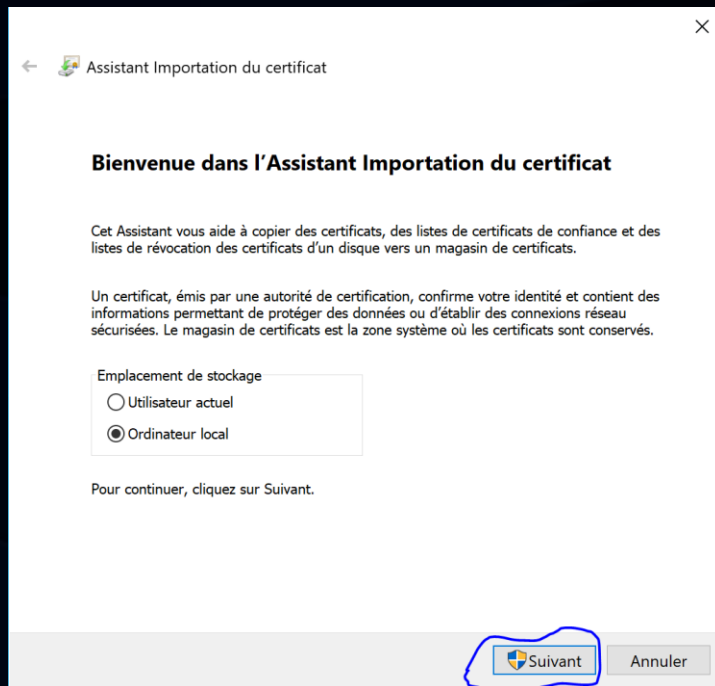 Assistant Importation du certificat
Bienvenue dans l'Assistant Importation du certificat
Cet Assistant vous aide à copier des certificats, des listes de certificats de confiance et des
listes de révocation des certificats d'un disque vers un magasin de certificats.
Un certificat, émis par une autorité de certification, confirme votre identité et contient des
informations permettant de protéger des données ou d'établir des connexions réseau
sécurisées. Le magasin de certificats est la zone système où les certificats sont conservés.
Emplacement de stockage
Utilisateur actuel
Ordinateur local
Pour continuer, cliquez sur Suivant.
Suivant Annuler